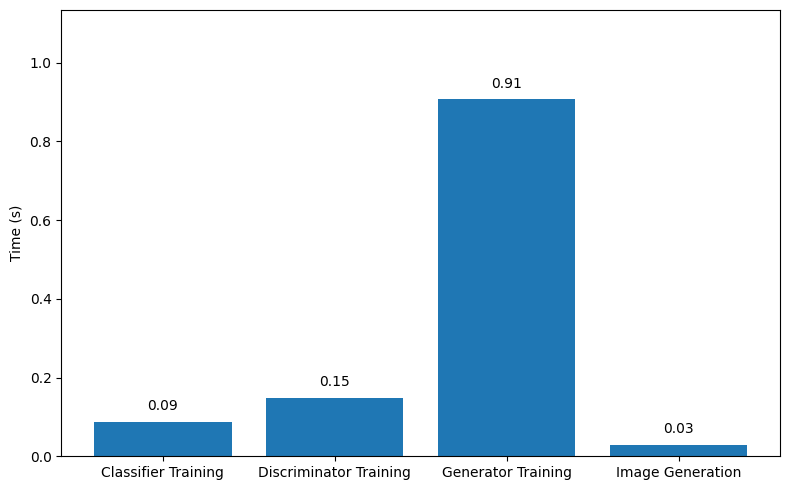 Time (s)
1.0
0.8
0.6
0.4
0.2
0.0
0.09
0.15
0.91
0.03
Classifier Training
Discriminator Training
Generator Training
Image Generation